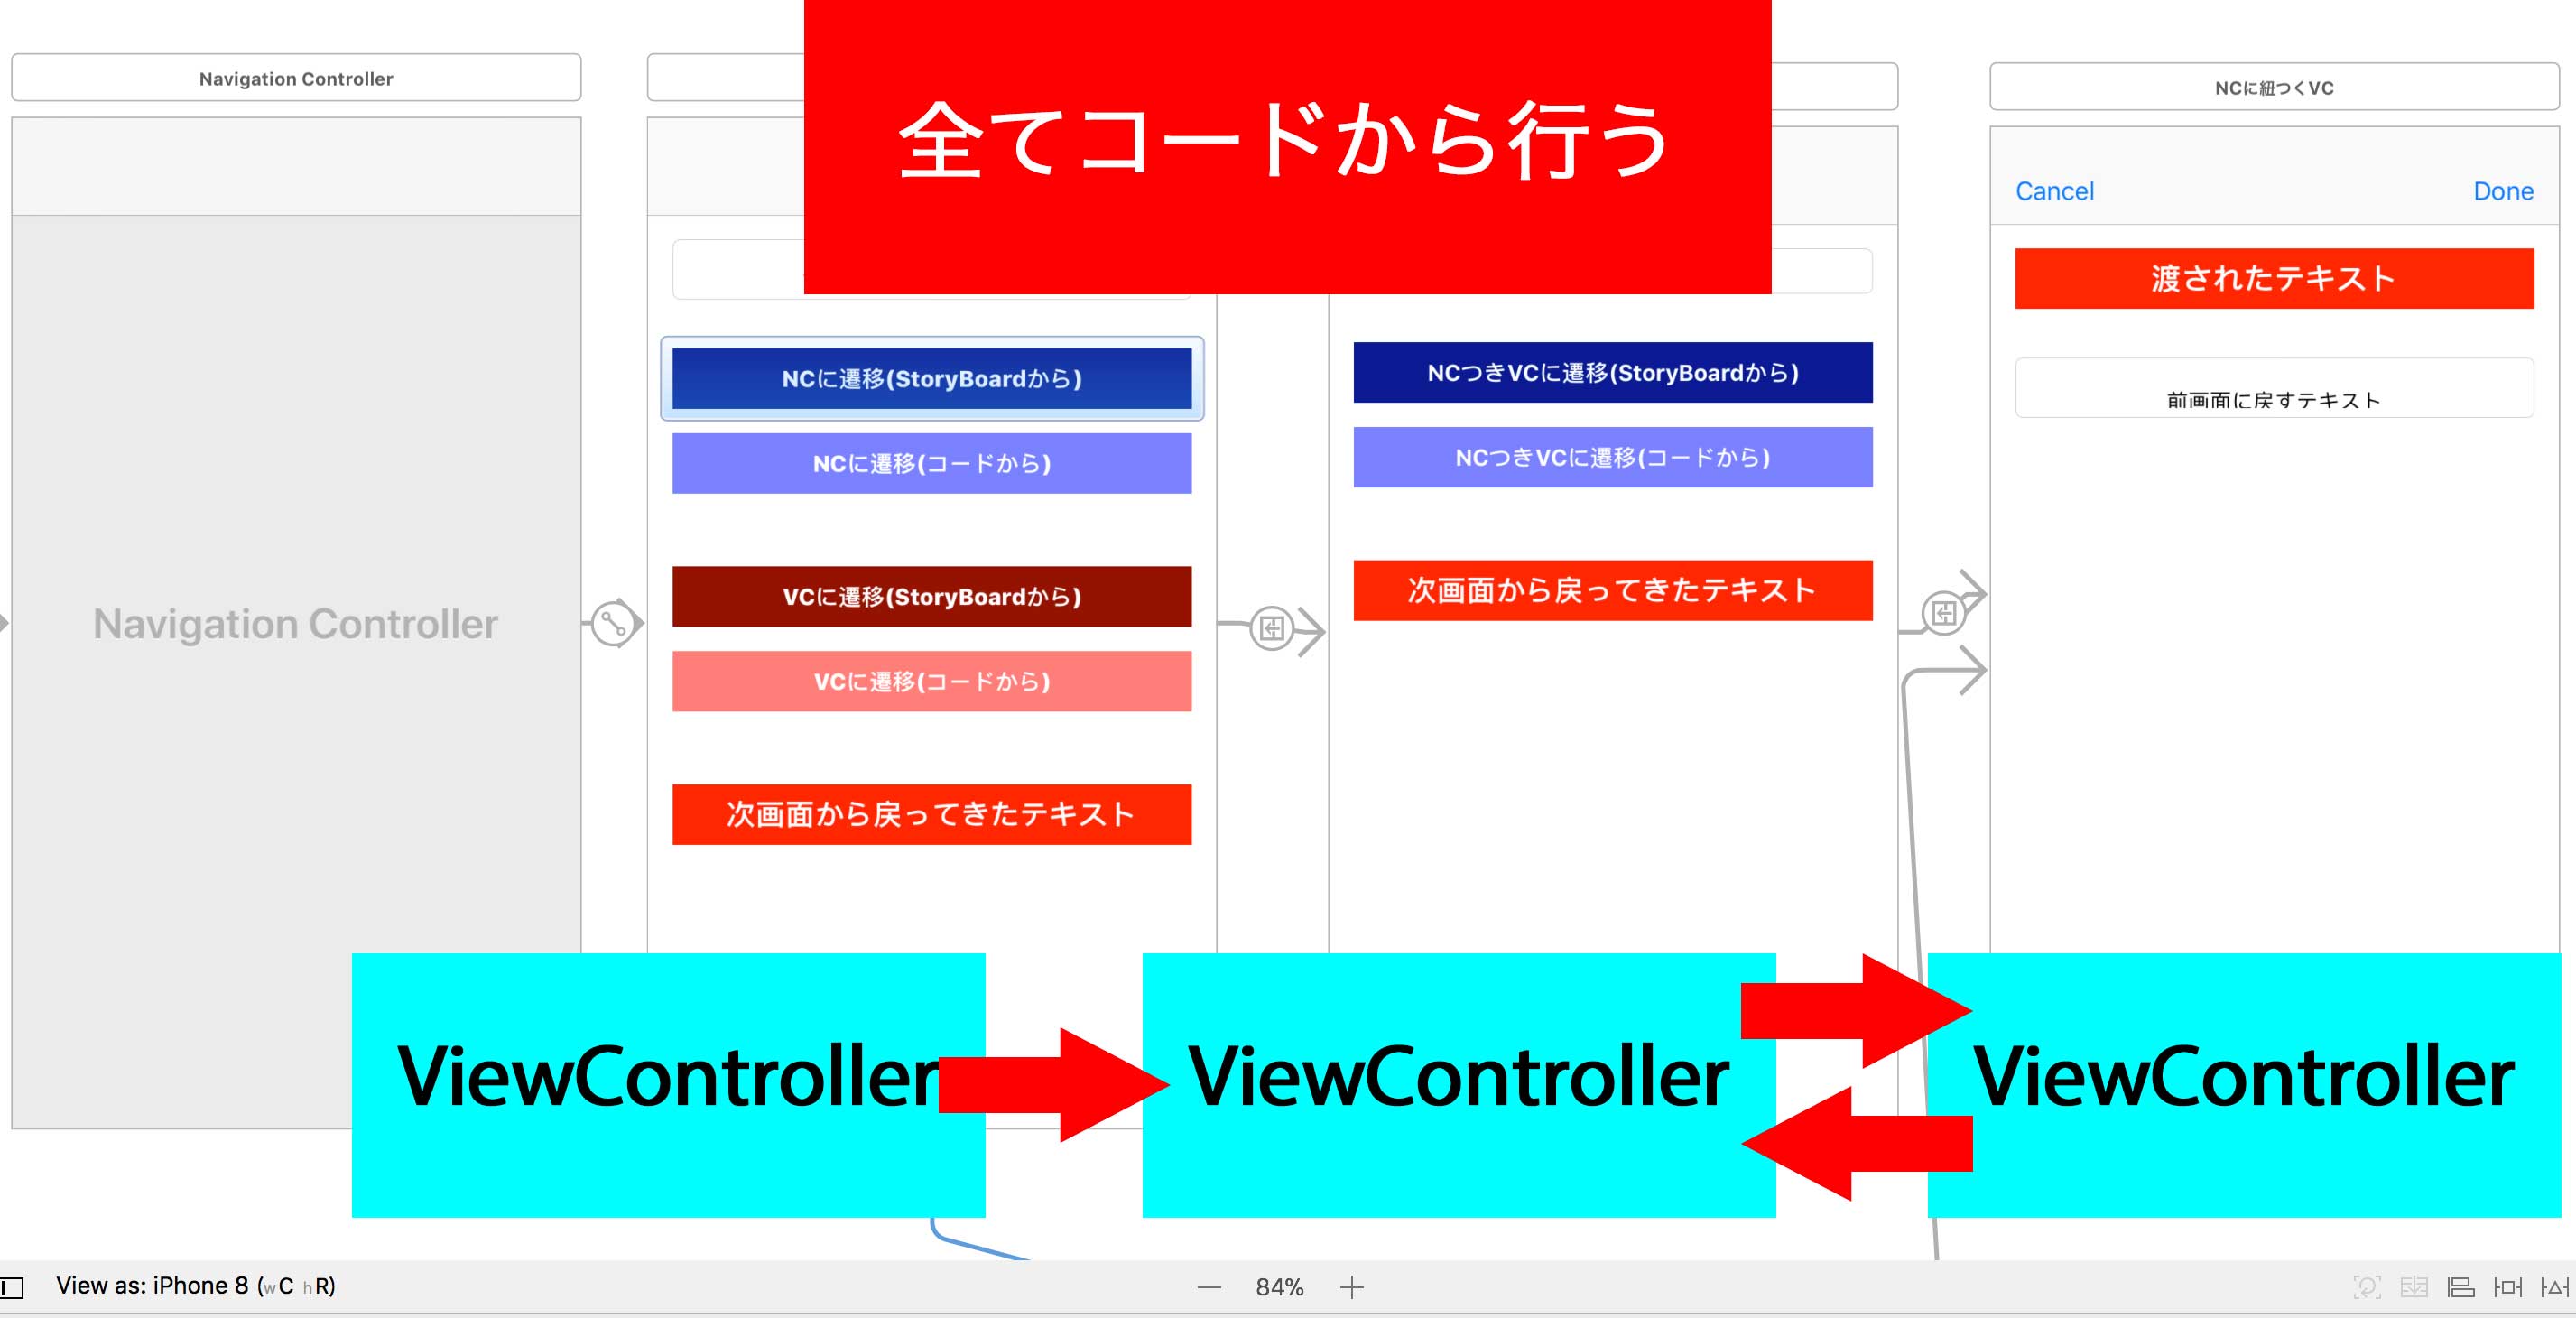 全てコードから行う
Navigation Controller
Navigation Controller
NCに遷移(StoryBoardから)
NCに遷移(コードから)
VCに遷移(StoryBoardから)
VCに遷移(コードから)
次画面から戻ってきたテキスト
NCつきVCに遷移(StoryBoardから)
NCつきVCに遷移(コードから)
次画面から戻ってきたテキスト
NCに紐つくVC
Cancel Done
渡されたテキスト
前画面に戻すテキスト
ViewController ViewController ViewController
View as: iPhone 8 (wC hR) 84%